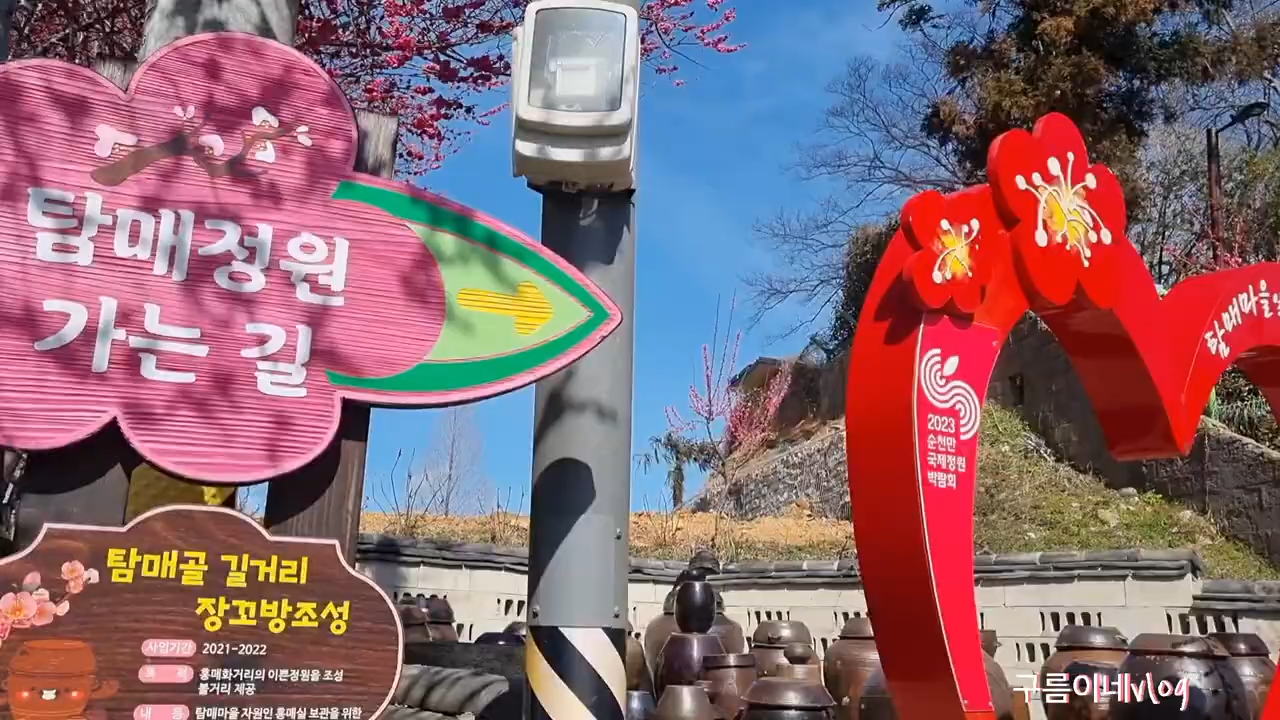 탐매정원
가는 길
탐매골 길거리
장꼬방조성
사업기간 2021-2022
목 적 홍매화거리의 이쁜정원을 조성
볼거리 제공
내 용 탐매마을 자원인 홍매실 보관을 위한
2023
순천만
국제정원
박람회
탐매마을
구름이네vlog